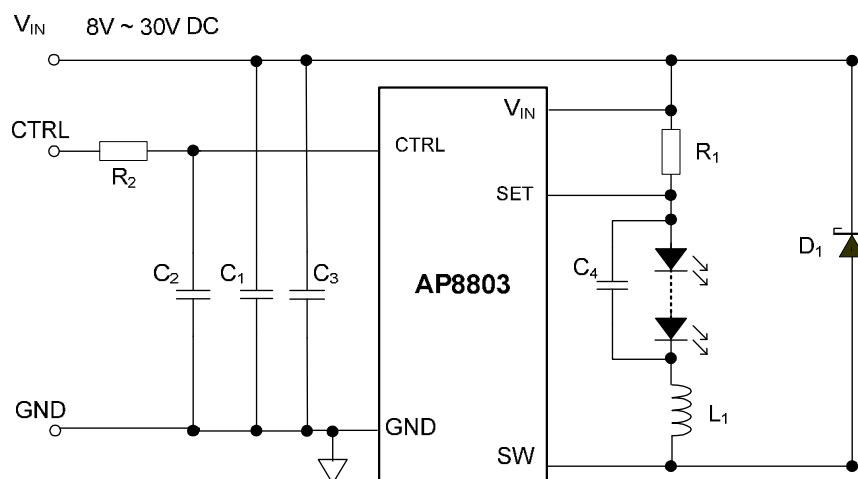 VIN 8V ~ 30V DC
CTRL
R2
CTRL
VIN
SET
R1
C2
C1
C3
AP8803
C4
D1
L1
GND
GND
SW